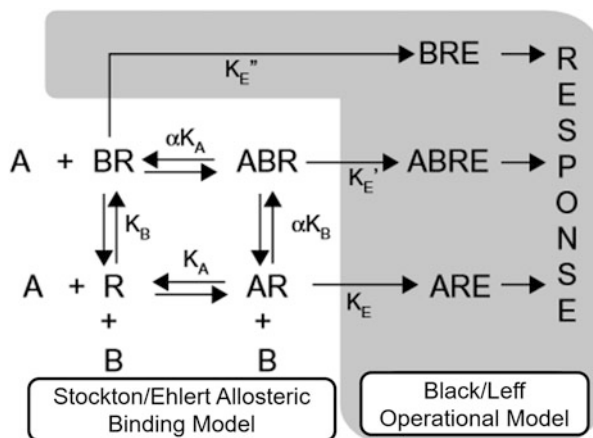 BRE
K_E"
A + BR αK_A ABR K_E' ABRE
K_B αK_B
A + R K_A AR K_E ARE
+ +
B B
RESPONSE
Stockton/Ehlert Allosteric
Binding Model
Black/Leff
Operational Model